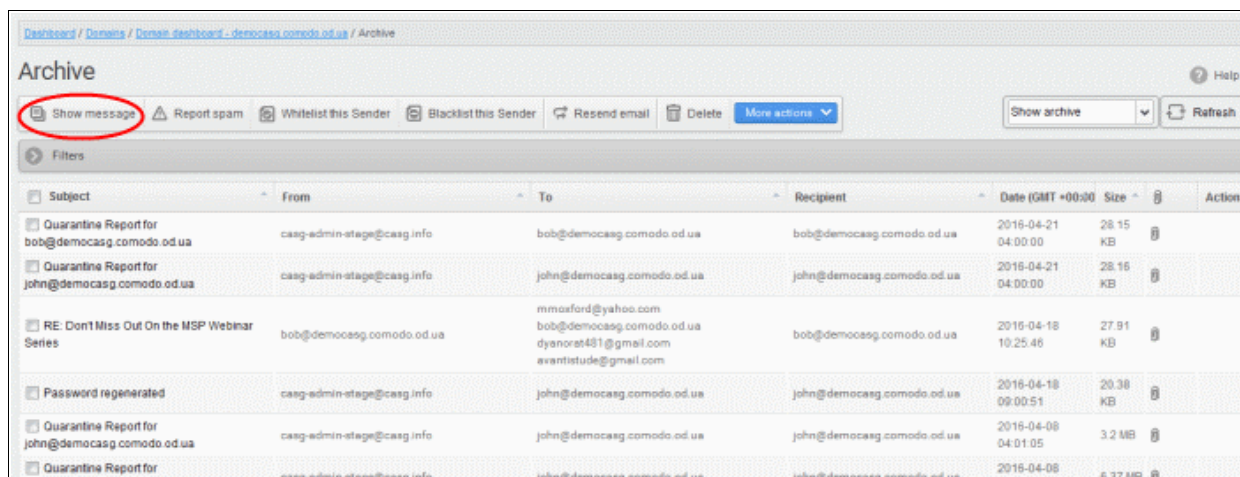 Dashboard / Domains / Domain dashboard - democasg.comodo.od.ua / Archive
Archive
Help
Show message Report spam Whitelist this Sender Blacklist this Sender Resend email Delete More actions Show archive Refresh
Filters
Subject From To Recipient Date (GMT +00:00 Size Action
Quarantine Report for
bob@democasg.comodo.od.ua
casg-admin-stage@casg.info
bob@democasg.comodo.od.ua
bob@democasg.comodo.od.ua
2016-04-21
04:00:00
28.15
KB
Quarantine Report for
john@democasg.comodo.od.ua
casg-admin-stage@casg.info
john@democasg.comodo.od.ua
john@democasg.comodo.od.ua
2016-04-21
04:00:00
28.16
KB
RE: Don't Miss Out On the MSP Webinar
Series
bob@democasg.comodo.od.ua
mmoxford@yahoo.com
bob@democasg.comodo.od.ua
dyanorat481@gmail.com
avantistude@gmail.com
bob@democasg.comodo.od.ua
2016-04-18
10:25:46
27.91
KB
Password regenerated
casg-admin-stage@casg.info
john@democasg.comodo.od.ua
john@democasg.comodo.od.ua
2016-04-18
09:00:51
20.38
KB
Quarantine Report for
john@democasg.comodo.od.ua
casg-admin-stage@casg.info
john@democasg.comodo.od.ua
john@democasg.comodo.od.ua
2016-04-08
04:01:05
3.2 MB
Quarantine Report for
2016-04-08